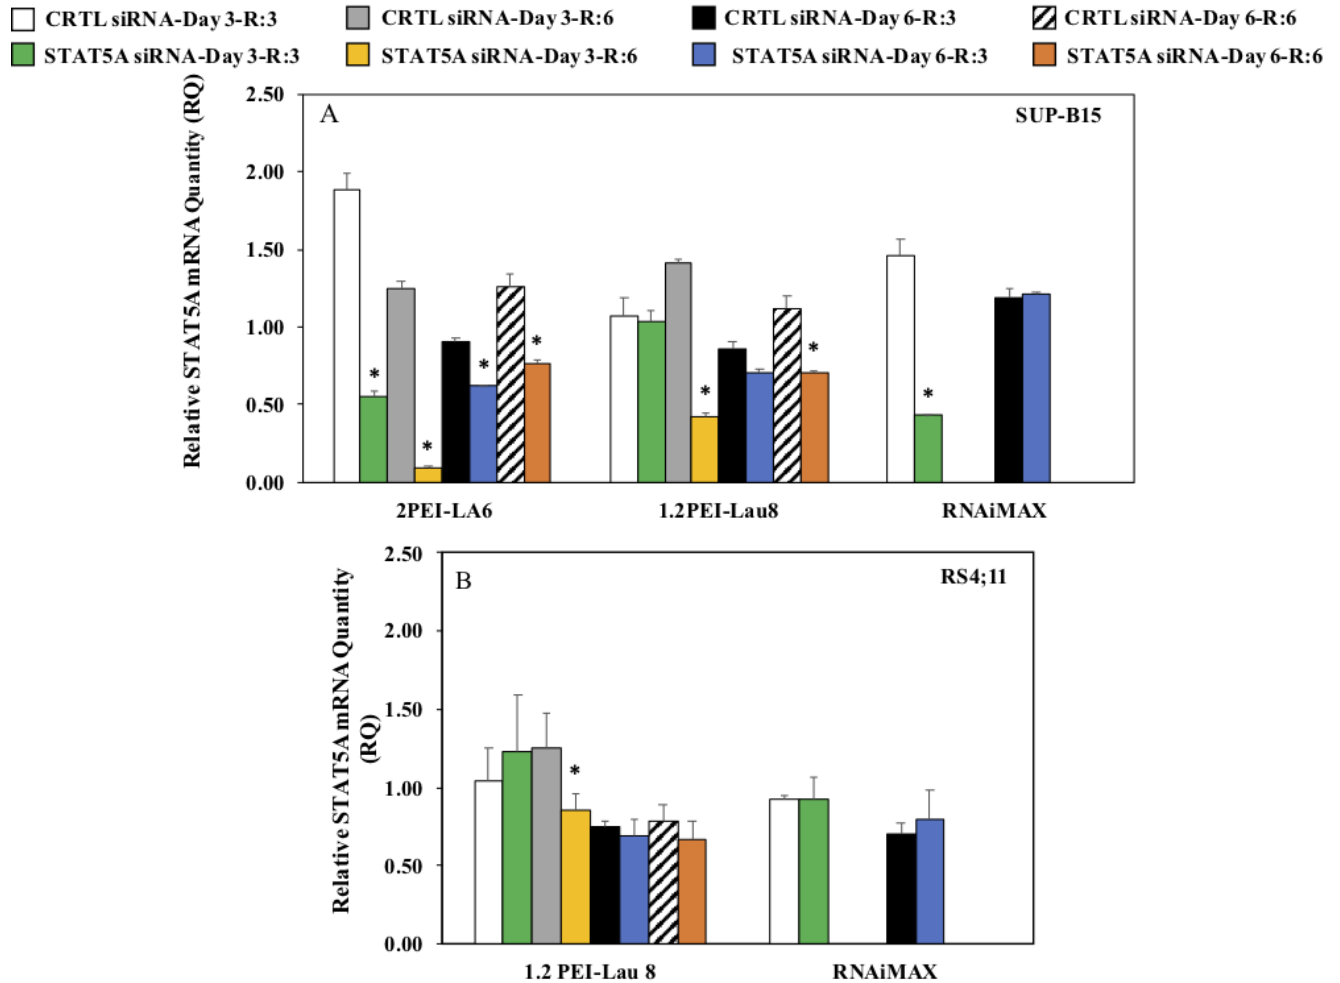 CRTL siRNA-Day 3-R:3 CRTL siRNA-Day 3-R:6 CRTL siRNA-Day 6-R:3 CRTL siRNA-Day 6-R:6
STAT5A siRNA-Day 3-R:3 STAT5A siRNA-Day 3-R:6 STAT5A siRNA-Day 6-R:3 STAT5A siRNA-Day 6-R:6
Relative STAT5A mRNA Quantity (RQ)
2.50
2.00
1.50
1.00
0.50
0.00
A
SUP-B15
* * * * * * *
2PEI-LA6 1.2PEI-Lau8 RNAiMAX
Relative STAT5A mRNA Quantity
(RQ)
2.50
2.00
1.50
1.00
0.50
0.00
B
RS4;11
*
1.2 PEI-Lau 8 RNAiMAX